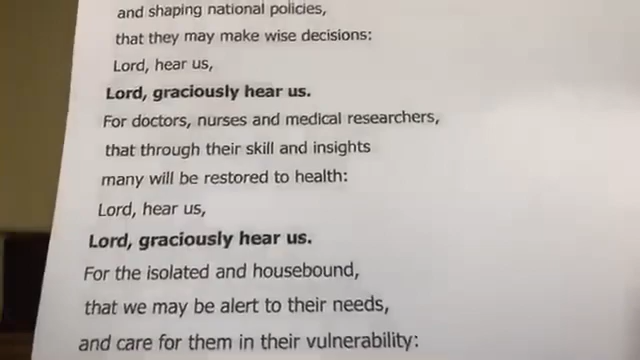 and shaping national policies,
that they may make wise decisions:
Lord, hear us,
Lord, graciously hear us.
For doctors, nurses and medical researchers,
that through their skill and insights
many will be restored to health:
Lord, hear us,
Lord, graciously hear us.
For the isolated and housebound,
that we may be alert to their needs,
and care for them in their vulnerability: